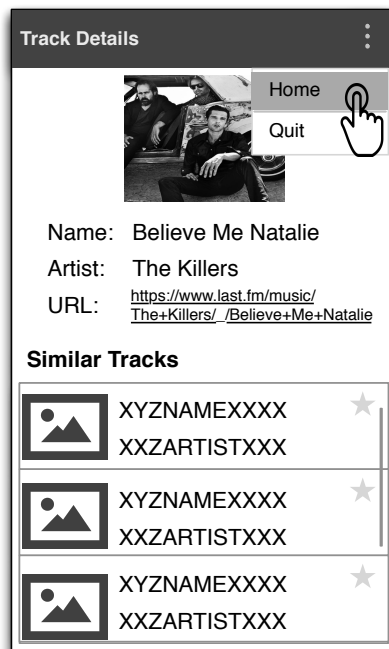 Track Details
Home
Quit
Name: Believe Me Natalie
Artist: The Killers
URL: https://www.last.fm/music/
The+Killers/_/Believe+Me+Natalie
Similar Tracks
XYZNAMEXXXX
XXZARTISTXXX
XYZNAMEXXXX
XXZARTISTXXX
XYZNAMEXXXX
XXZARTISTXXX